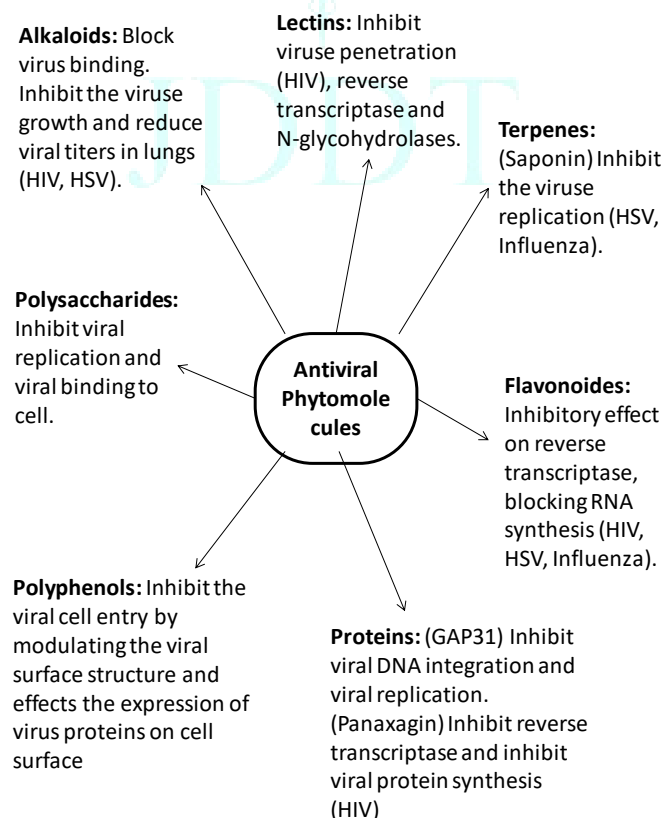 Alkaloids: Block
virus binding.
Inhibit the viruse
growth and reduce
viral titers in lungs
(HIV, HSV).
Lectins: Inhibit
viruse penetration
(HIV), reverse
transcriptase and
N-glycohydrolases.
Terpenes:
(Saponin) Inhibit
the viruse
replication (HSV,
Influenza).
JDDT
Polysaccharides:
Inhibit viral
replication and
viral binding to
cell.
Antiviral
Phytomole
cules
Flavonoides:
Inhibitory effect
on reverse
transcriptase,
blocking RNA
synthesis (HIV,
HSV, Influenza).
Polyphenols: Inhibit the
viral cell entry by
modulating the viral
surface structure and
effects the expression of
virus proteins on cell
surface
Proteins: (GAP31) Inhibit
viral DNA integration and
viral replication.
(Panaxagin) Inhibit reverse
transcriptase and inhibit
viral protein synthesis
(HIV)